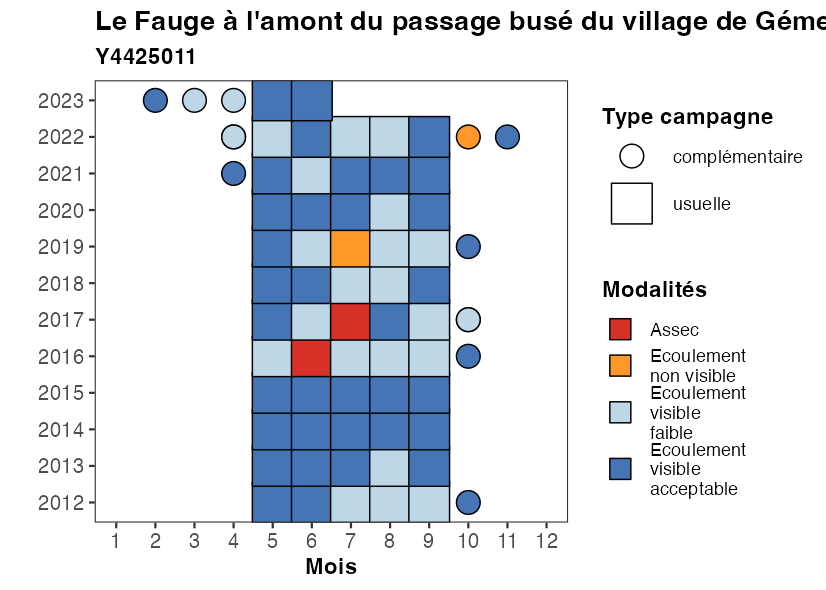 Le Fauge à l'amont du passage busé du village de Géme
Y4425011
2023
2022
2021
2020
2019
2018
2017
2016
2015
2014
2013
2012
1 2 3 4 5 6 7 8 9 10 11 12
Mois
Type campagne
complémentaire
usuelle
Modalités
Assec
Ecoulement
non visible
Ecoulement
visible
faible
Ecoulement
visible
acceptable